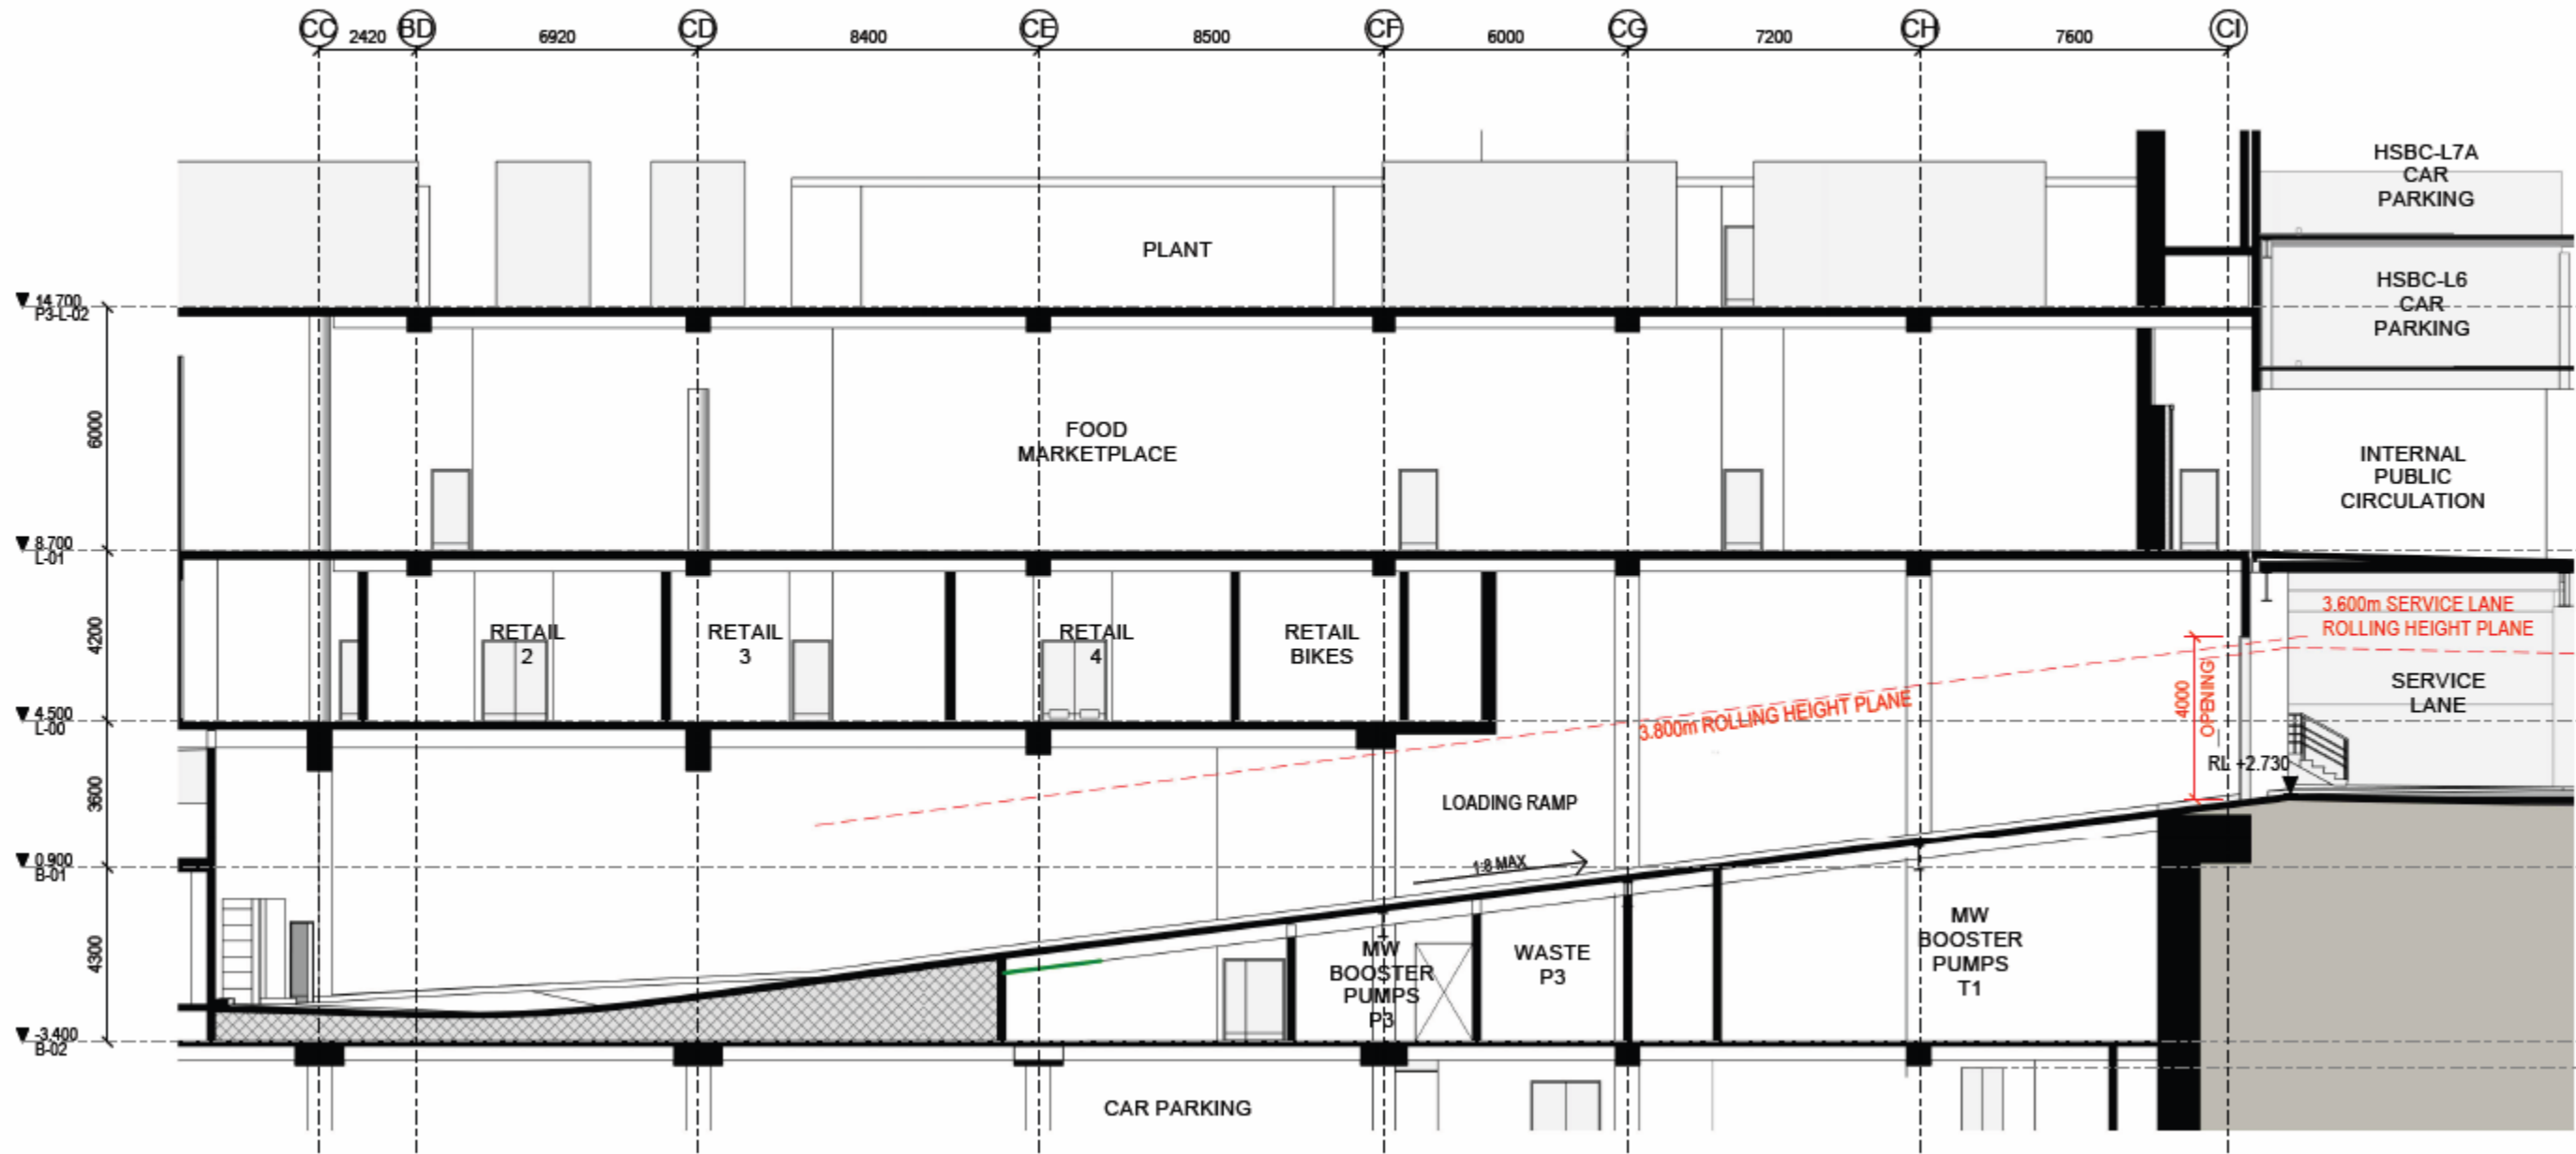 CC
2420
BD
6920
CD
8400
CE
8500
CF
6000
CG
7200
CH
7600
CI
HSBC-L7A
CAR
PARKING
PLANT
HSBC-L6
CAR
PARKING
14.700
P3-L-02
6000
FOOD
MARKETPLACE
INTERNAL
PUBLIC
CIRCULATION
8.700
L-01
4200
RETAIL
2
RETAIL
3
RETAIL
4
RETAIL
BIKES
3.600m SERVICE LANE
ROLLING HEIGHT PLANE
3.800m ROLLING HEIGHT PLANE
4000
OPENING
SERVICE
LANE
4.500
L-00
RL +2.730
3600
LOADING RAMP
1:8 MAX
0.900
B-01
4300
MW
BOOSTER
PUMPS
P3
WASTE
P3
MW
BOOSTER
PUMPS
T1
-3.400
B-02
CAR PARKING